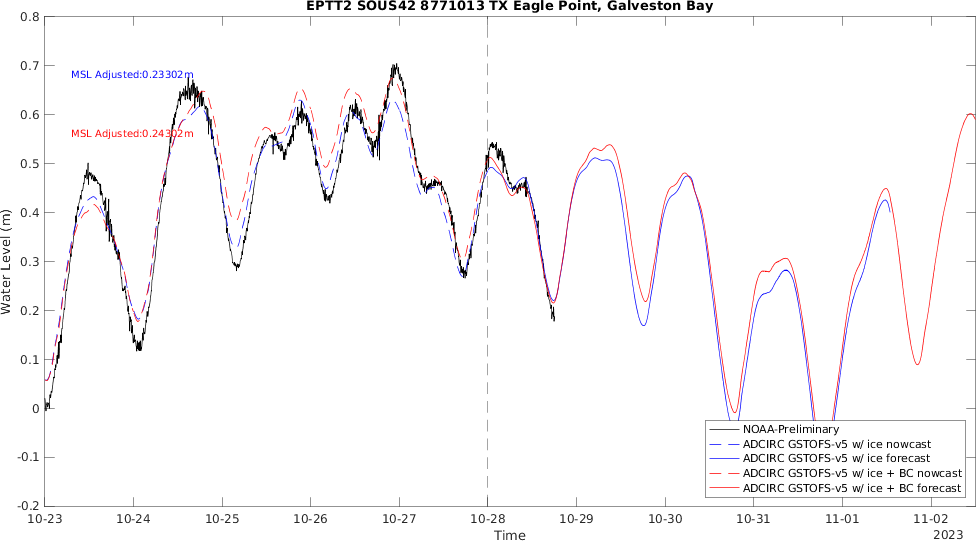 EPTT2 SOUS42 8771013 TX Eagle Point, Galveston Bay
0.8
0.7
0.6
0.5
0.4
0.3
0.2
0.1
0
-0.1
-0.2
Water Level (m)
MSL Adjusted:0.23302m
MSL Adjusted:0.24302m
NOAA-Preliminary
ADCIRC GSTOFS-v5 w/ ice nowcast
ADCIRC GSTOFS-v5 w/ ice forecast
ADCIRC GSTOFS-v5 w/ ice + BC nowcast
ADCIRC GSTOFS-v5 w/ ice + BC forecast
10-23 10-24 10-25 10-26 10-27 10-28 10-29 10-30 10-31 11-01 11-02
Time
2023